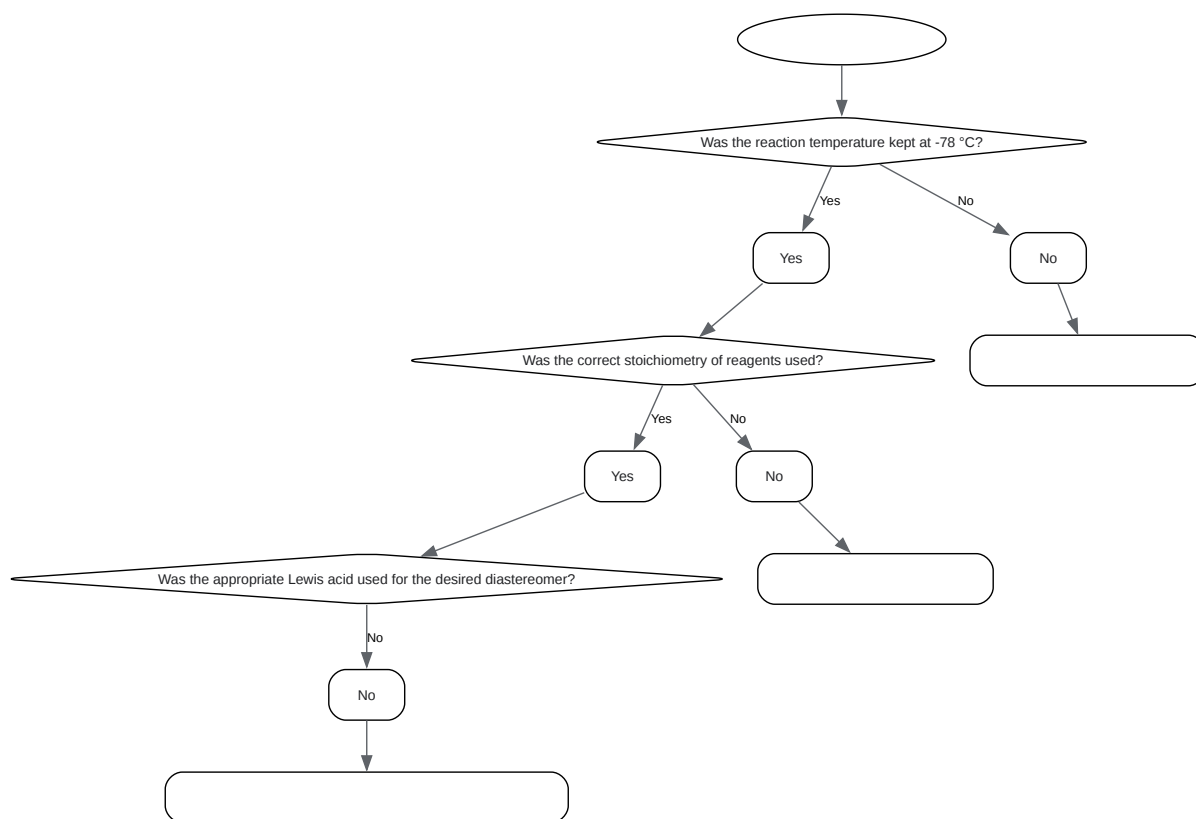 Was the reaction temperature kept at -78 °C?
Yes
No
Yes
No
Was the correct stoichiometry of reagents used?
Yes
No
Yes
No
Was the appropriate Lewis acid used for the desired diastereomer?
No
No